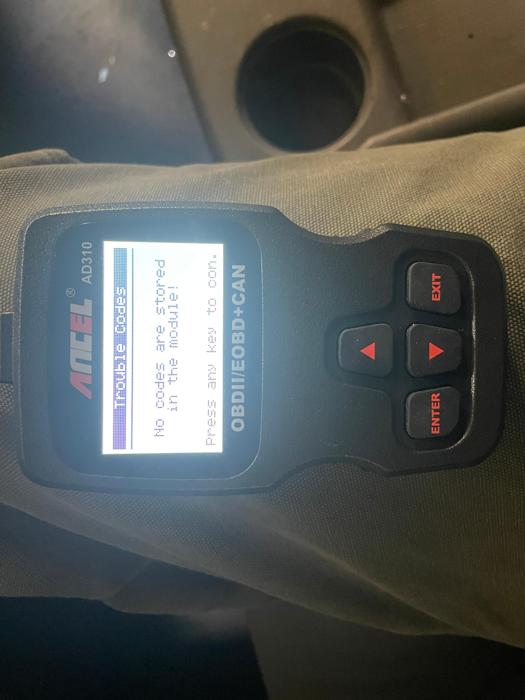 ANCEL® AD310
Trouble Codes
No codes are stored
in the module!
Press any key to con.
OBDII/EOBD+CAN
EXIT
ENTER